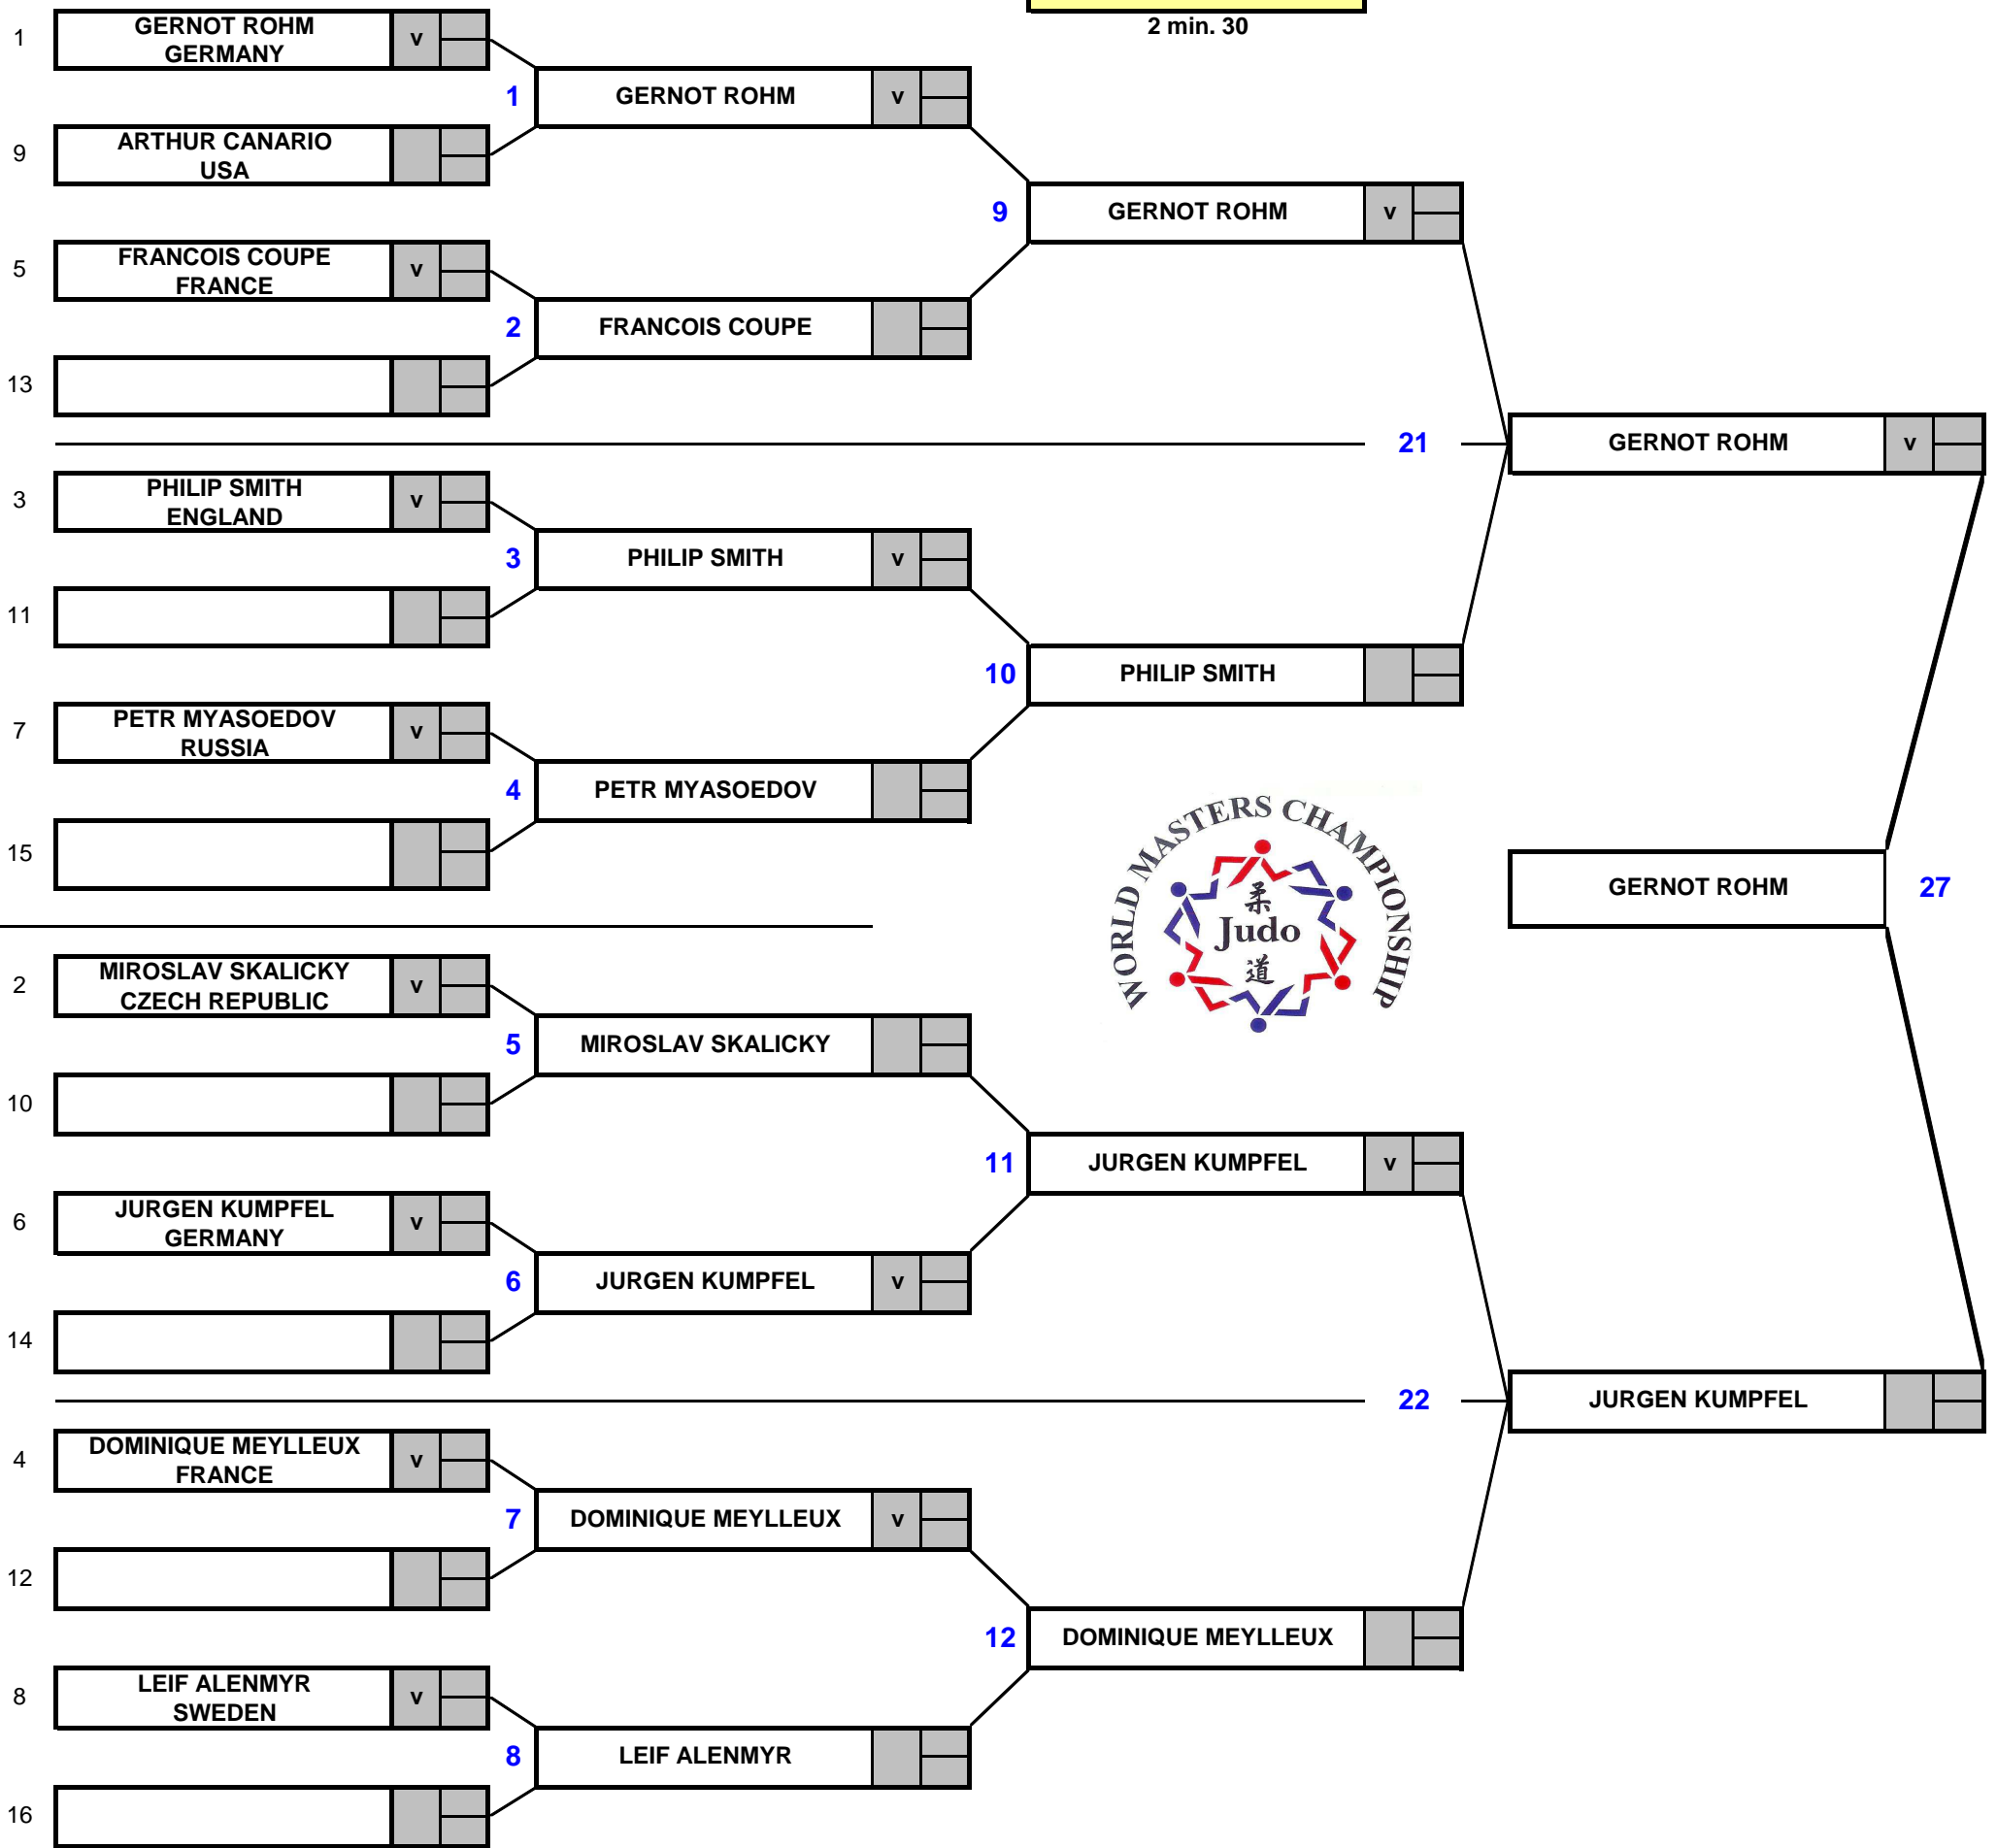 2 min. 30
1
GERNOT ROHM
GERMANY
v
1
GERNOT ROHM
v
9
ARTHUR CANARIO
USA
9
GERNOT ROHM
v
5
FRANCOIS COUPE
FRANCE
v
2
FRANCOIS COUPE
13
21
GERNOT ROHM
v
3
PHILIP SMITH
ENGLAND
v
3
PHILIP SMITH
v
11
10
PHILIP SMITH
7
PETR MYASOEDOV
RUSSIA
v
4
PETR MYASOEDOV
15
WORLD MASTERS CHAMPIONSHIP
柔
Judo
道
GERNOT ROHM
27
2
MIROSLAV SKALICKY
CZECH REPUBLIC
v
5
MIROSLAV SKALICKY
10
11
JURGEN KUMPFEL
v
6
JURGEN KUMPFEL
GERMANY
v
6
JURGEN KUMPFEL
v
14
22
JURGEN KUMPFEL
4
DOMINIQUE MEYLLEUX
FRANCE
v
7
DOMINIQUE MEYLLEUX
v
12
12
DOMINIQUE MEYLLEUX
8
LEIF ALENMYR
SWEDEN
v
8
LEIF ALENMYR
16